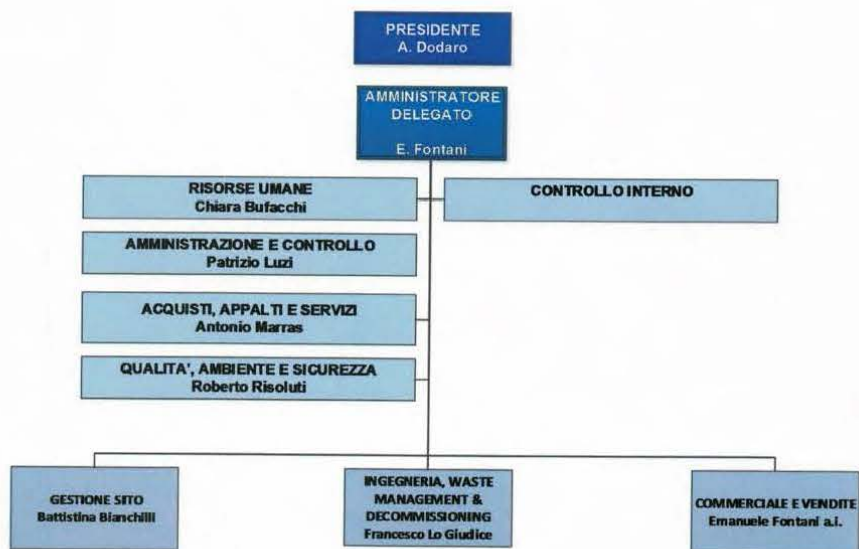 PRESIDENTE
A. Dodaro
AMMINISTRATORE
DELEGATO
E. Fontani
RISORSE UMANE
Chiara Bufacchi
CONTROLLO INTERNO
AMMINISTRAZIONE E CONTROLLO
Patrizio Luzi
ACQUISTI, APPALTI E SERVIZI
Antonio Marras
QUALITA', AMBIENTE E SICUREZZA
Roberto Risoluti
GESTIONE SITO
Battistina Bianchilli
INGEGNERIA, WASTE
MANAGEMENT &
DECOMMISSIONING
Francesco Lo Giudice
COMMERCIALE E VENDITE
Emanuele Fontani a.i.